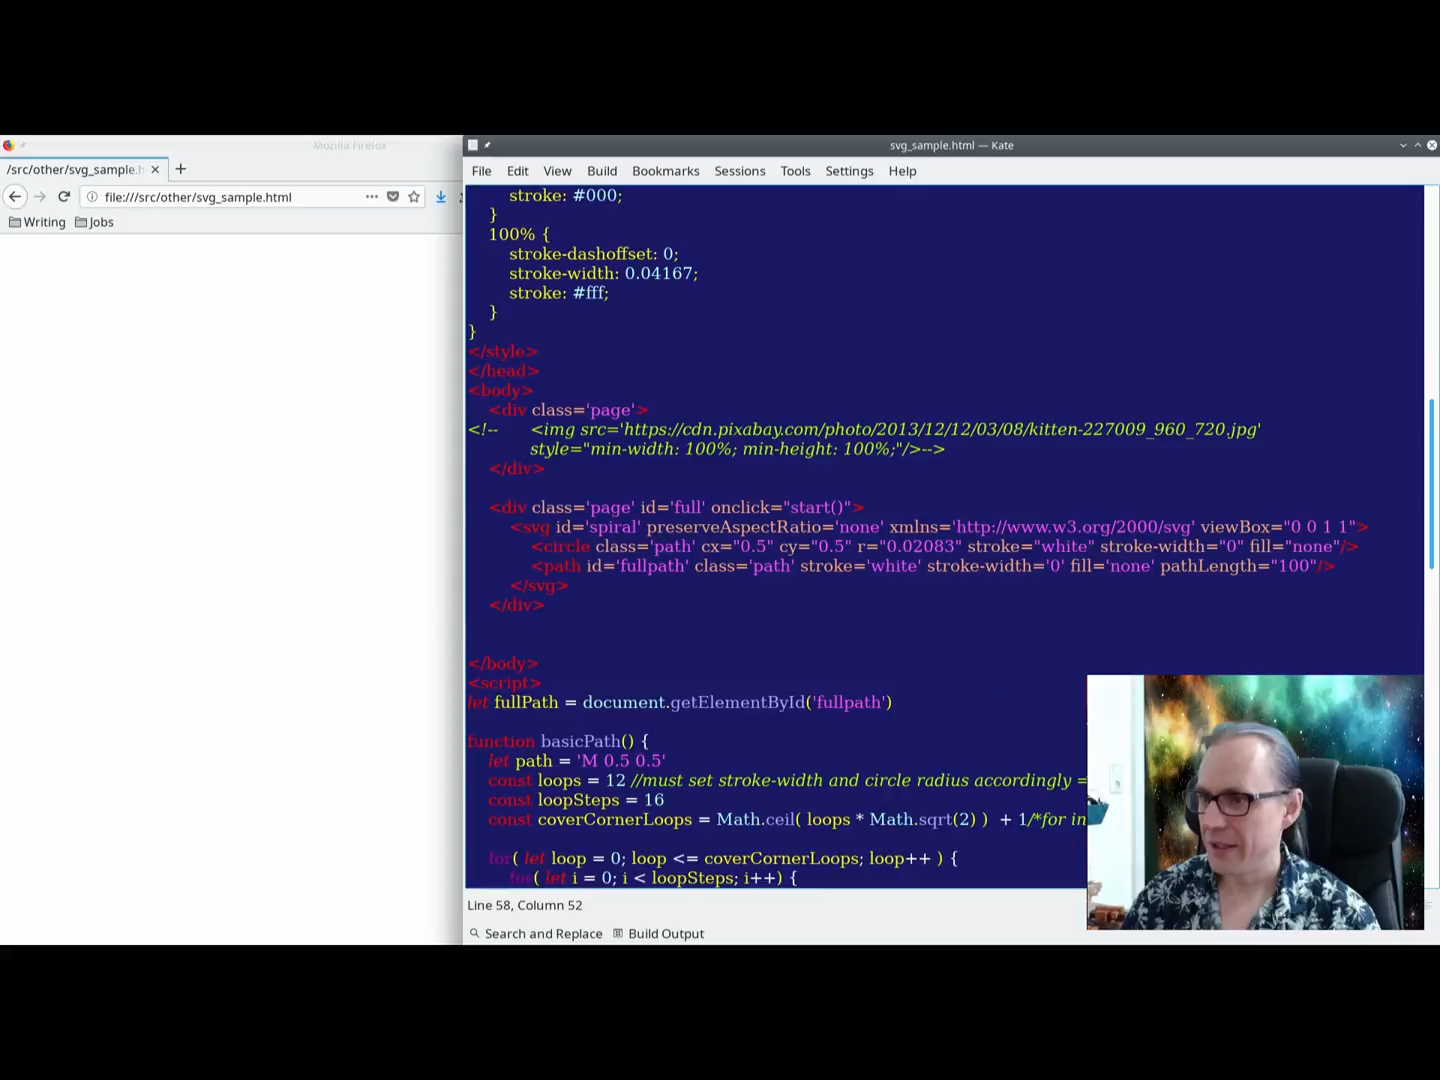 Mozilla Firefox
/src/other/svg_sample.h
file:///src/other/svg_sample.html
Writing
Jobs
svg_sample.html — Kate
File Edit View Build Bookmarks Sessions Tools Settings Help
stroke: #000;
}
100% {
stroke-dashoffset: 0;
stroke-width: 0.04167;
stroke: #fff;
}
}
</style>
</head>
<body>
<div class='page'>
<!-- <img src='https://cdn.pixabay.com/photo/2013/12/12/03/08/kitten-227009_960_720.jpg'
style="min-width: 100%; min-height: 100%;"/>-->
</div>
<div class='page' id='full' onclick="start()">
<svg id='spiral' preserveAspectRatio='none' xmlns='http://www.w3.org/2000/svg' viewBox="0 0 1 1">
<circle class='path' cx="0.5" cy="0.5" r="0.02083" stroke="white" stroke-width="0" fill="none"/>
<path id='fullpath' class='path' stroke='white' stroke-width='0' fill='none' pathLength="100"/>
</svg>
</div>
</body>
<script>
let fullPath = document.getElementById('fullpath')
function basicPath() {
let path = 'M 0.5 0.5'
const loops = 12 //must set stroke-width and circle radius accordingly =
const loopSteps = 16
const coverCornerLoops = Math.ceil( loops * Math.sqrt(2) ) + 1/*for in
for( let loop = 0; loop <= coverCornerLoops; loop++ ) {
for( let i = 0; i < loopSteps; i++) {
Line 58, Column 52
Search and Replace Build Output